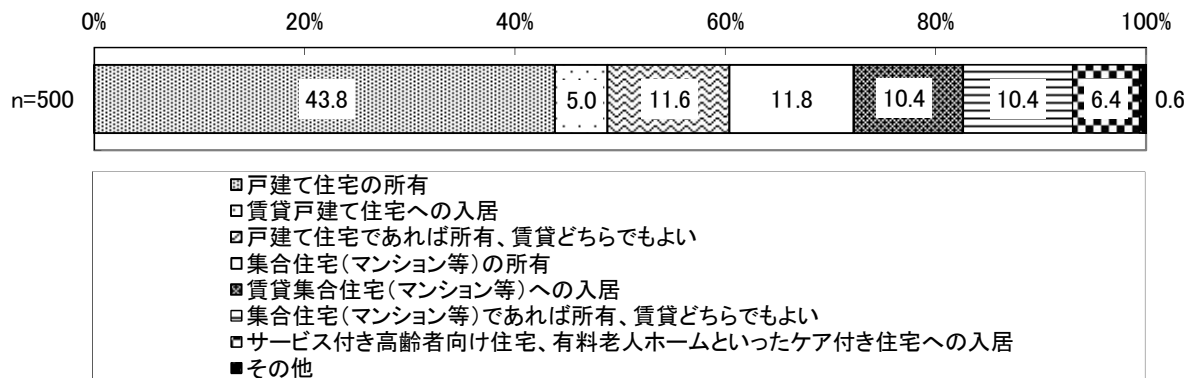 0% 20% 40% 60% 80% 100%
n=500 43.8 5.0 11.6 11.8 10.4 10.4 6.4 0.6
戸建て住宅の所有
賃貸戸建て住宅への入居
戸建て住宅であれば所有、賃貸どちらでもよい
集合住宅(マンション等)の所有
賃貸集合住宅(マンション等)への入居
集合住宅(マンション等)であれば所有、賃貸どちらでもよい
サービス付き高齢者向け住宅、有料老人ホームといったケア付き住宅への入居
その他